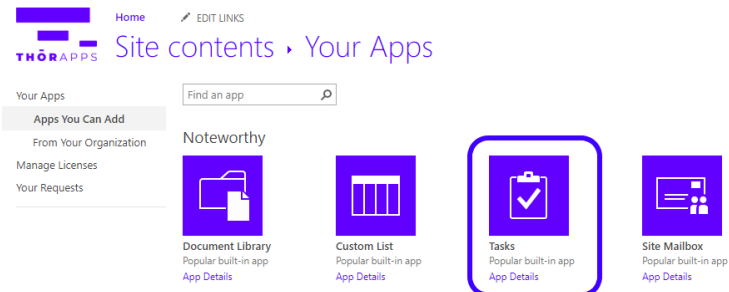 Home EDIT LINKS
THŌRAPPS
Site contents › Your Apps
Your Apps
Apps You Can Add
From Your Organization
Manage Licenses
Your Requests
Find an app
Noteworthy
Document Library
Popular built-in app
App Details
Custom List
Popular built-in app
App Details
Tasks
Popular built-in app
App Details
Site Mailbox
Popular built-in app
App Details